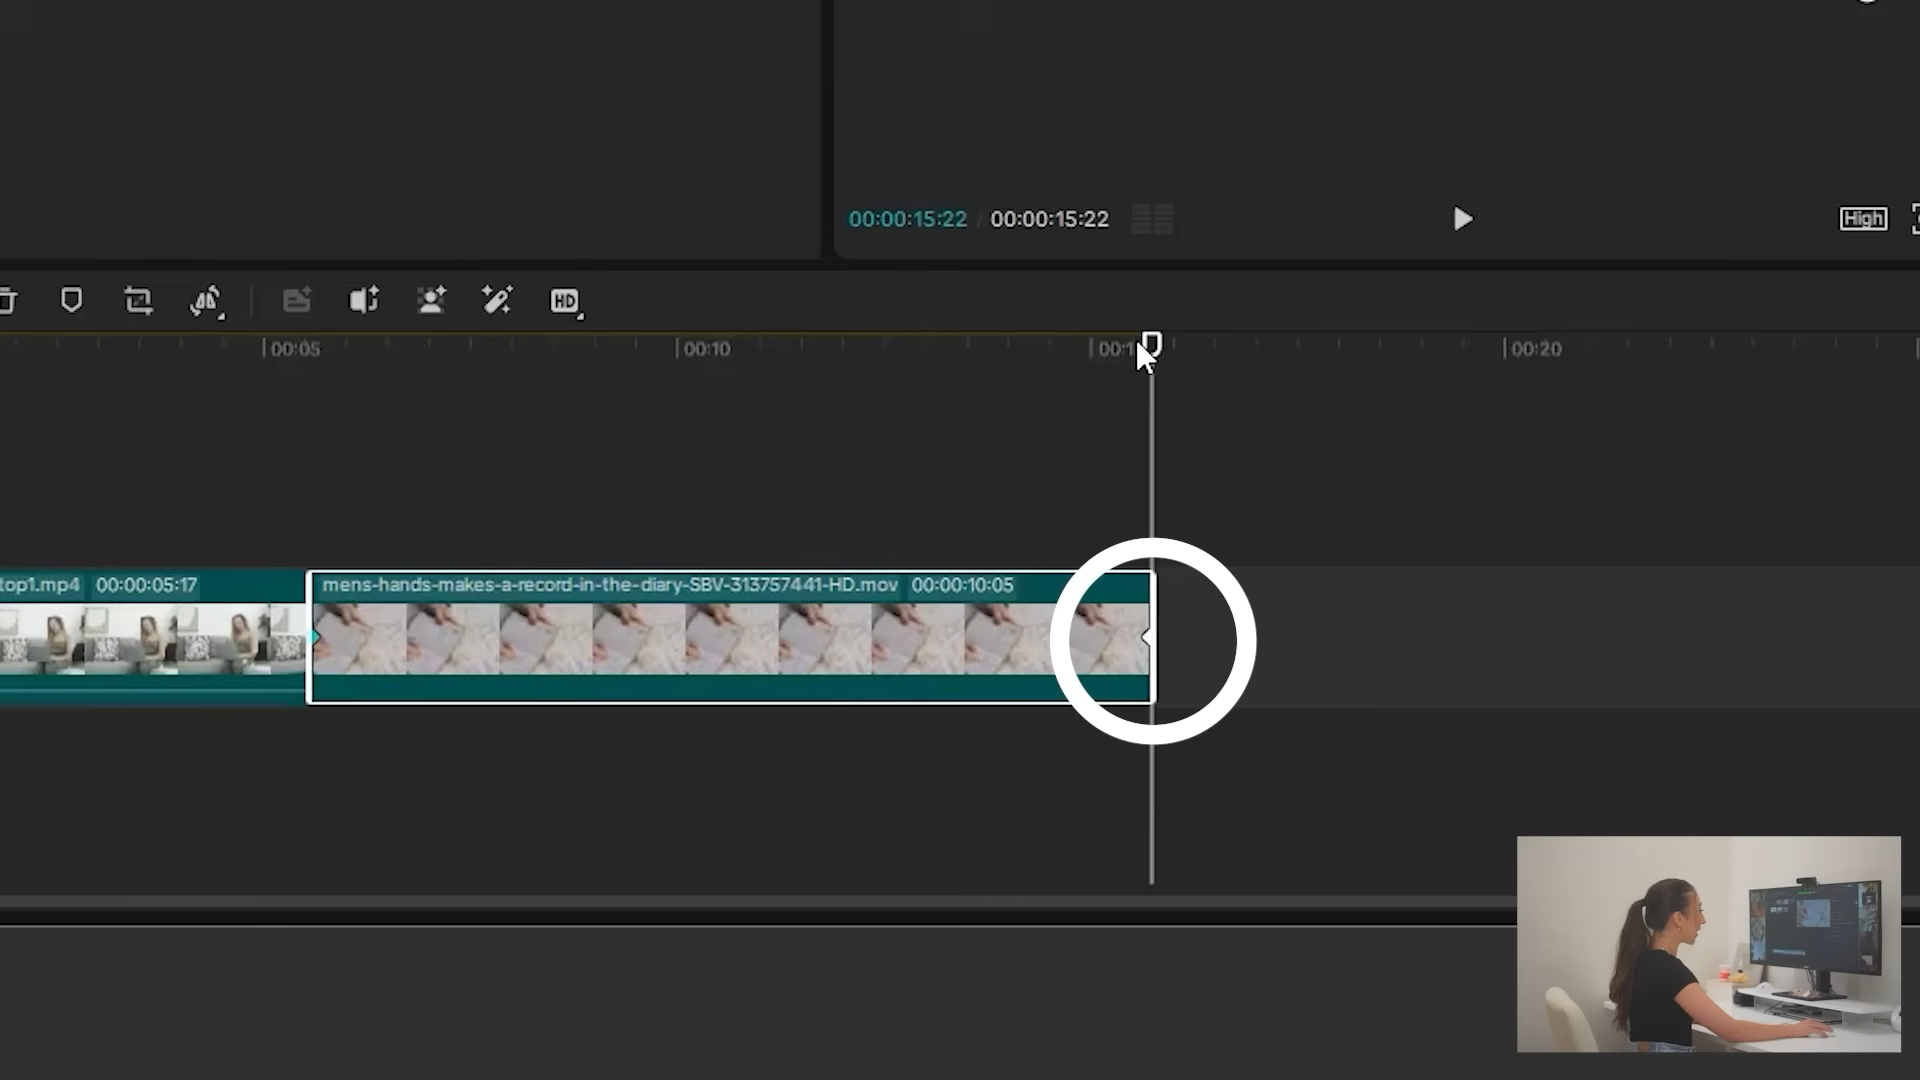 00:00:15:22 / 00:00:15:22
High
HD
00:05 00:10 00:1 00:20
top1.mp4 00:00:05:17 mens-hands-makes-a-record-in-the-diary-SBV-313757441-HD.mov 00:00:10:05